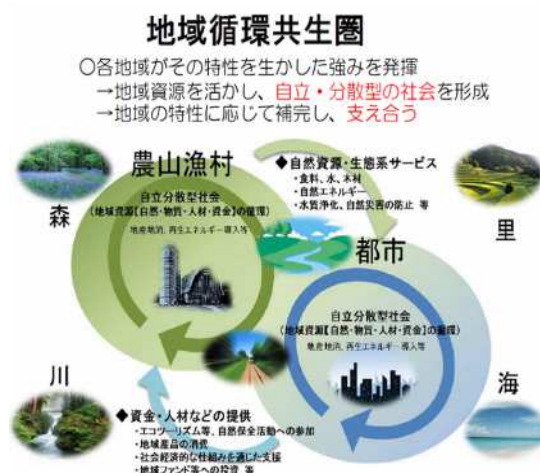 地域循環共生圏
〇各地域がその特性を生かした強みを発揮
→地域資源を活かし、自立・分散型の社会を形成
→地域の特性に応じて補完し、支え合う
農山漁村
◆自然資源・生態系サービス
・食料、水、木材
・自然エネルギー
・水質浄化、自然災害の防止 等
森
自立分散型社会
(地域資源【自然・物質・人材・資金】の循環)
地産地消、再生エネルギー導入等
里
都市
自立分散型社会
(地域資源【自然・物質・人材・資金】の循環)
地産地消、再生エネルギー導入等
川
海
◆資金・人材などの提供
・エコツーリズム等、自然保全活動への参加
・地域産品の消費
・社会経済的な仕組みを通じた支援
・地域ファンド等への投資 等